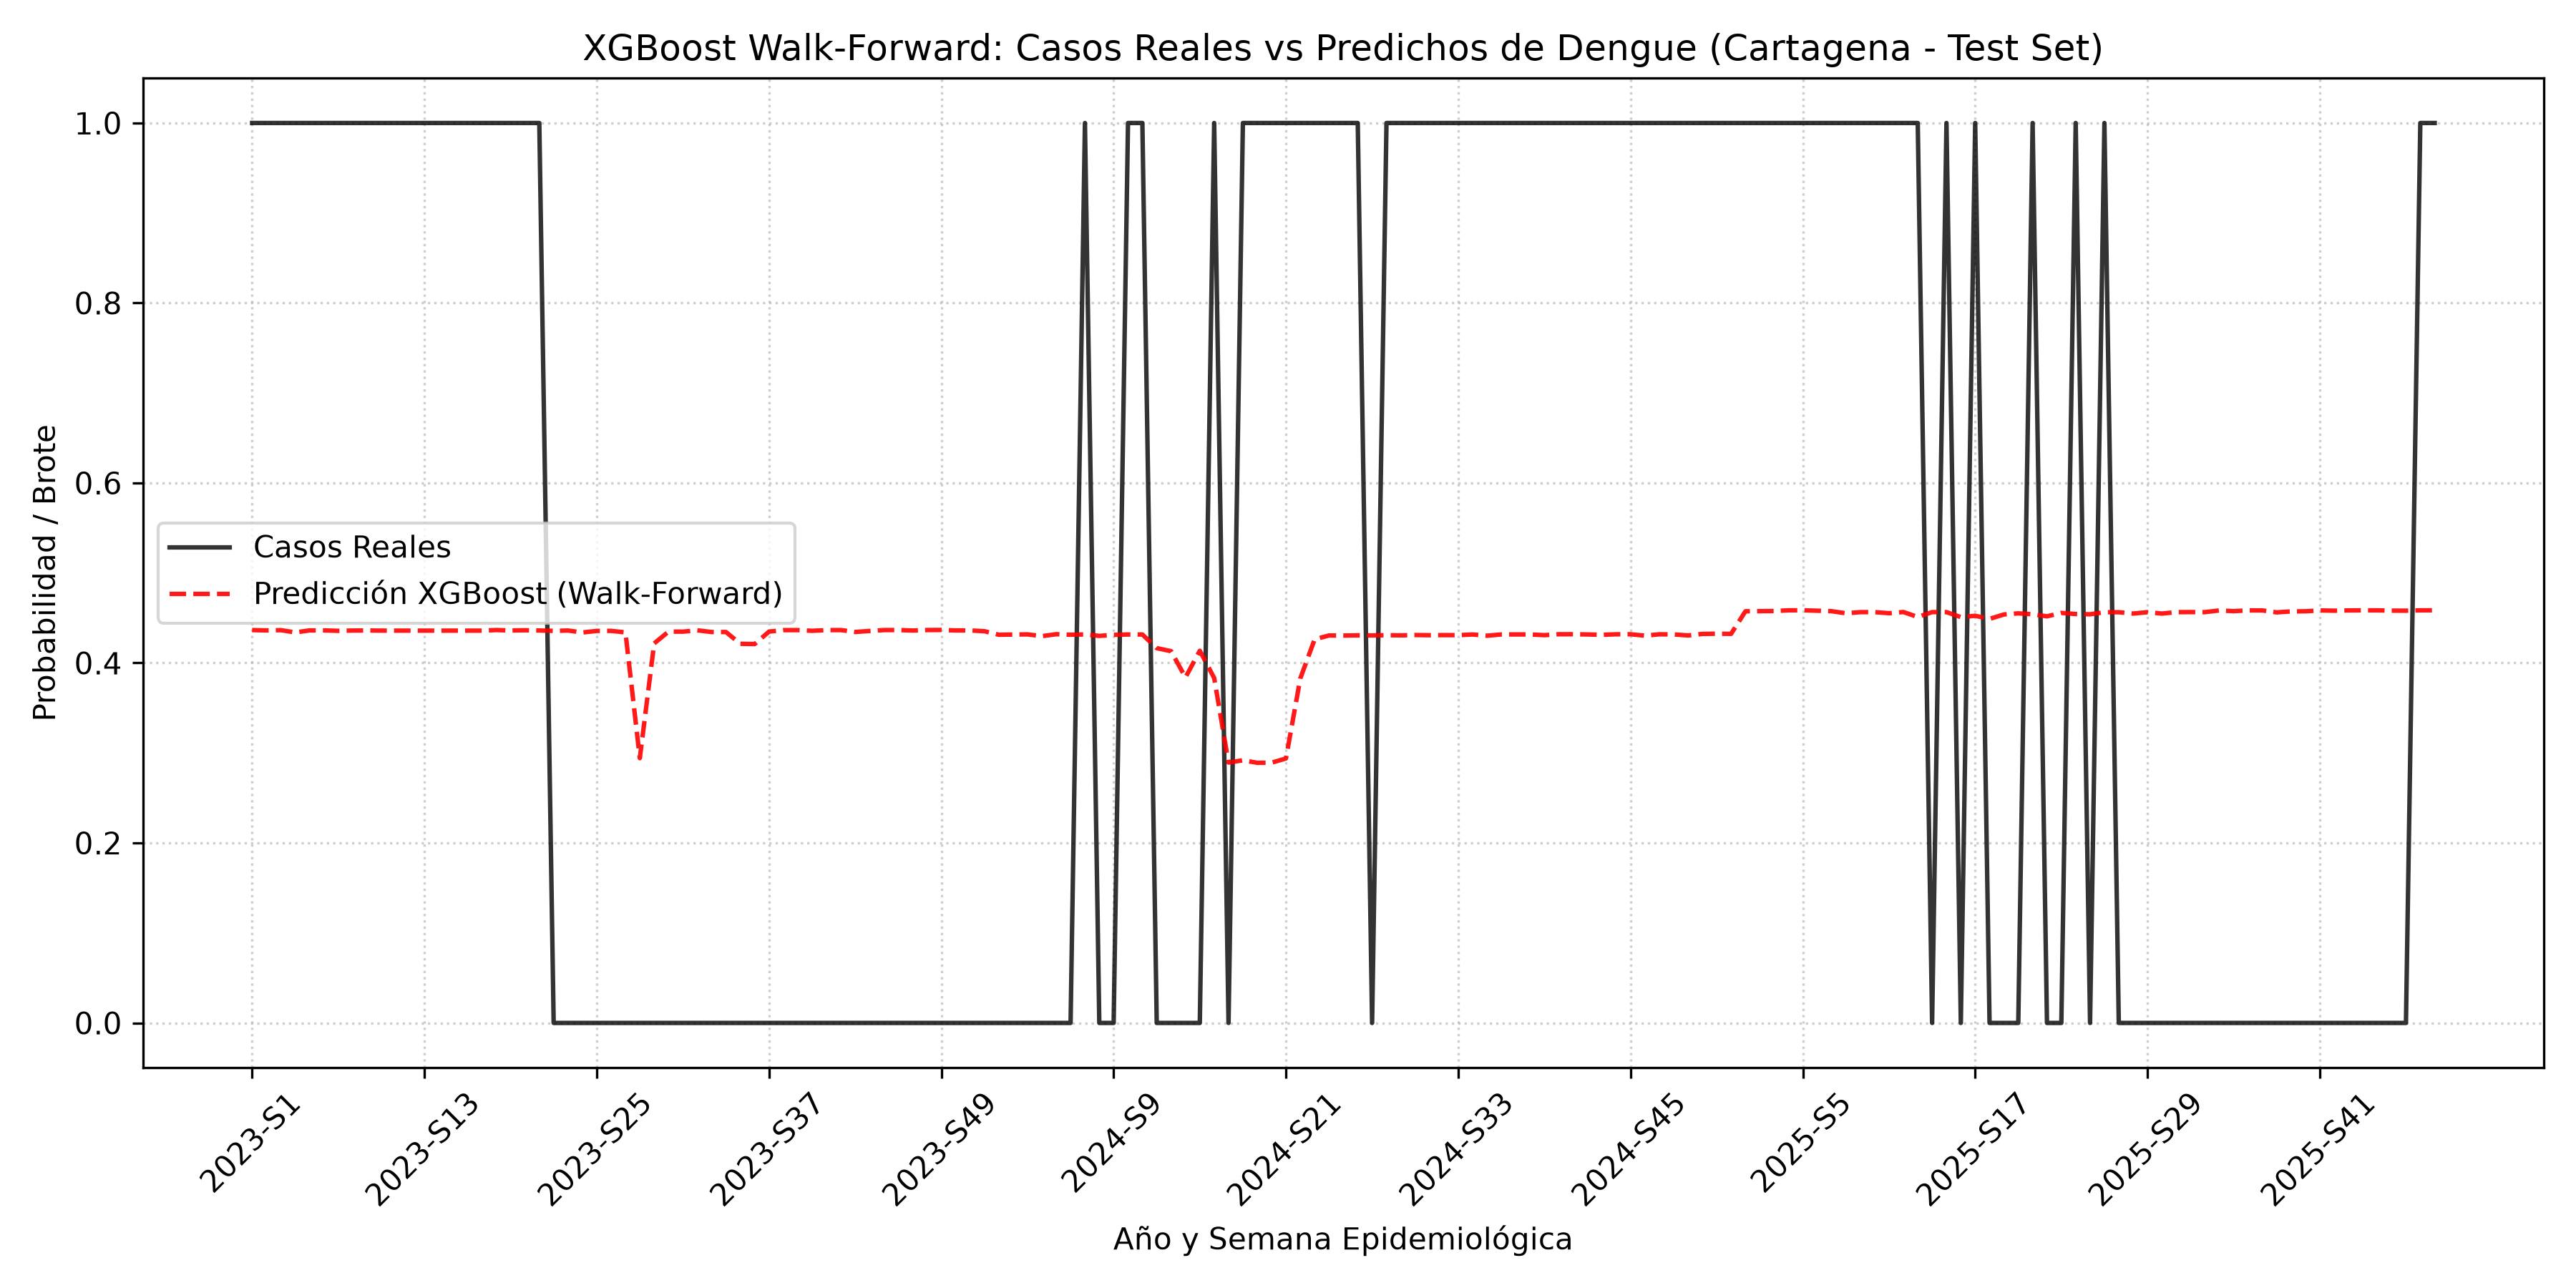 XGBoost Walk-Forward: Casos Reales vs Predichos de Dengue (Cartagena - Test Set)
Probabilidad / Brote
1.0
0.8
0.6
0.4
0.2
0.0
Casos Reales
Predicción XGBoost (Walk-Forward)
2023-S1
2023-S13
2023-S25
2023-S37
2023-S49
2024-S9
2024-S21
2024-S33
2024-S45
2025-S5
2025-S17
2025-S29
2025-S41
Año y Semana Epidemiológica